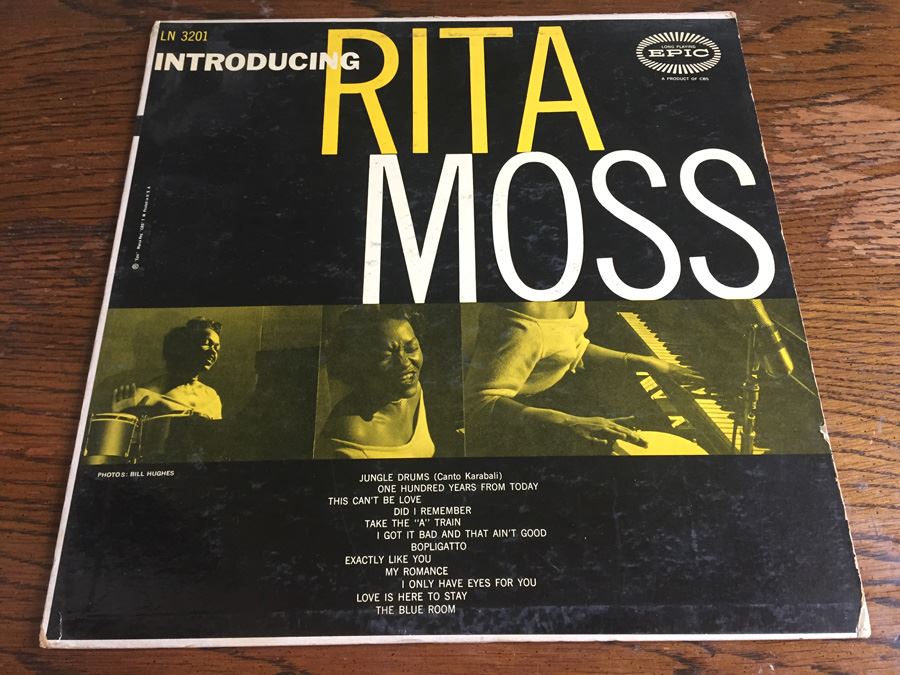 LN 3201
INTRODUCING
RITA
MOSS
LONG PLAYING
EPIC
A PRODUCT OF CBS
PHOTOS: BILL HUGHES
JUNGLE DRUMS (Canto Karabali)
ONE HUNDRED YEARS FROM TODAY
THIS CAN'T BE LOVE
DID I REMEMBER
TAKE THE "A" TRAIN
I GOT IT BAD AND THAT AIN'T GOOD
BOPLIGATTO
EXACTLY LIKE YOU
MY ROMANCE
I ONLY HAVE EYES FOR YOU
LOVE IS HERE TO STAY
THE BLUE ROOM